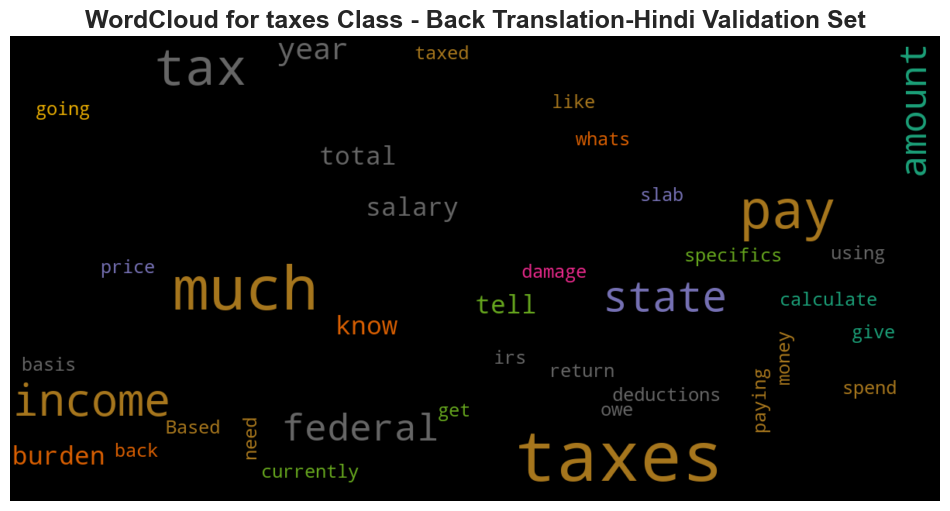 WordCloud for taxes Class - Back Translation-Hindi Validation Set
tax
year
taxed
amount
going
like
whats
total
salary
slab
pay
price
much
damage
specifics
using
know
tell
state
calculate
give
basis
irs
return
money
income
Based
need
federal
get
deductions
owe
paying
spend
burden
back
currently
taxes